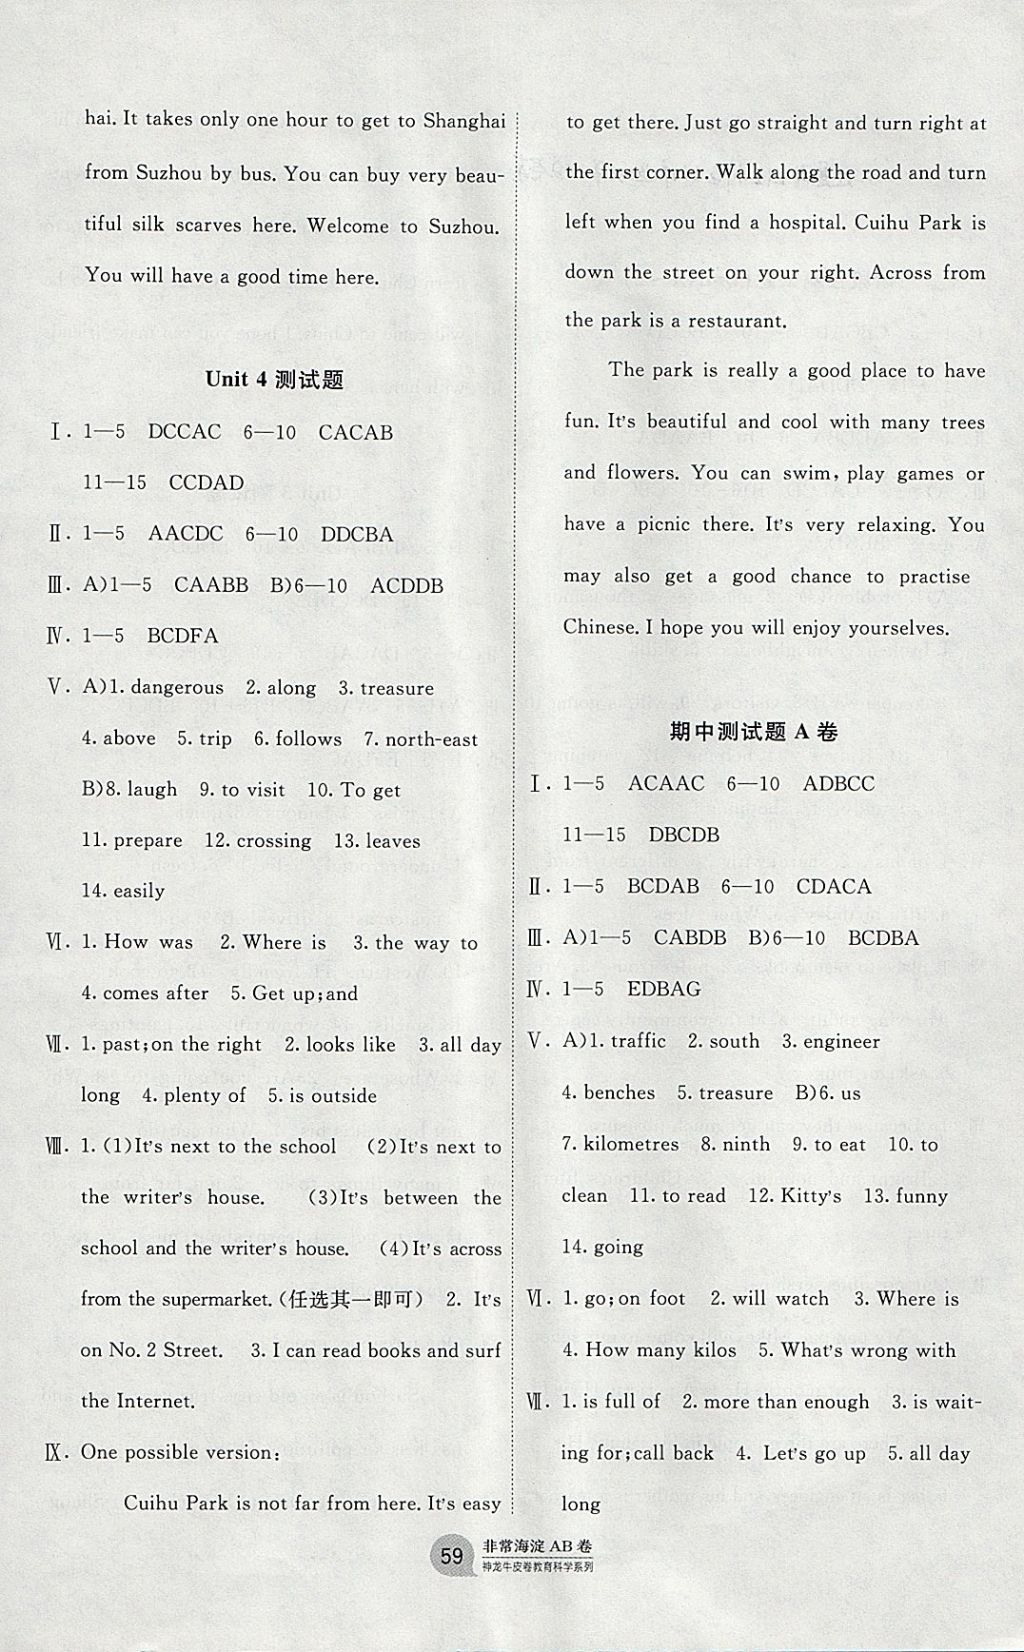 hai. It takes only one hour to get to Shanghai
from Suzhou by bus. You can buy very beau-
tiful silk scarves here. Welcome to Suzhou.
You will have a good time here.
Unit 4 测试题
Ⅰ. 1—5 DCCAC 6—10 CACAB
11—15 CCDAD
Ⅱ. 1—5 AACDC 6—10 DDCBA
Ⅲ. A)1—5 CAABB B)6—10 ACDDB
Ⅳ. 1—5 BCDFA
Ⅴ. A)1. dangerous 2. along 3. treasure
4. above 5. trip 6. follows 7. north-east
B)8. laugh 9. to visit 10. To get
11. prepare 12. crossing 13. leaves
14. easily
Ⅵ. 1. How was 2. Where is 3. the way to
4. comes after 5. Get up;and
Ⅶ. 1. past;on the right 2. looks like 3. all day
long 4. plenty of 5. is outside
Ⅷ. 1. (1)It's next to the school (2)It's next to
the writer's house. (3)It's between the
school and the writer's house. (4)It's across
from the supermarket.(任选其一即可) 2. It's
on No. 2 Street. 3. I can read books and surf
the Internet.
Ⅸ. One possible version:
Cuihu Park is not far from here. It's easy
to get there. Just go straight and turn right at
the first corner. Walk along the road and turn
left when you find a hospital. Cuihu Park is
down the street on your right. Across from
the park is a restaurant.
The park is really a good place to have
fun. It's beautiful and cool with many trees
and flowers. You can swim, play games or
have a picnic there. It's very relaxing. You
may also get a good chance to practise
Chinese. I hope you will enjoy yourselves.
期中测试题 A 卷
Ⅰ. 1—5 ACAAC 6—10 ADBCC
11—15 DBCDB
Ⅱ. 1—5 BCDAB 6—10 CDACA
Ⅲ. A)1—5 CABDB B)6—10 BCDBA
Ⅳ. 1—5 EDBAG
Ⅴ. A)1. traffic 2. south 3. engineer
4. benches 5. treasure B)6. us
7. kilometres 8. ninth 9. to eat 10. to
clean 11. to read 12. Kitty's 13. funny
14. going
Ⅵ. 1. go;on foot 2. will watch 3. Where is
4. How many kilos 5. What's wrong with
Ⅶ. 1. is full of 2. more than enough 3. is wait-
ing for;call back 4. Let's go up 5. all day
long
59
非常海淀 AB 卷
神龙牛皮卷教育科学系列